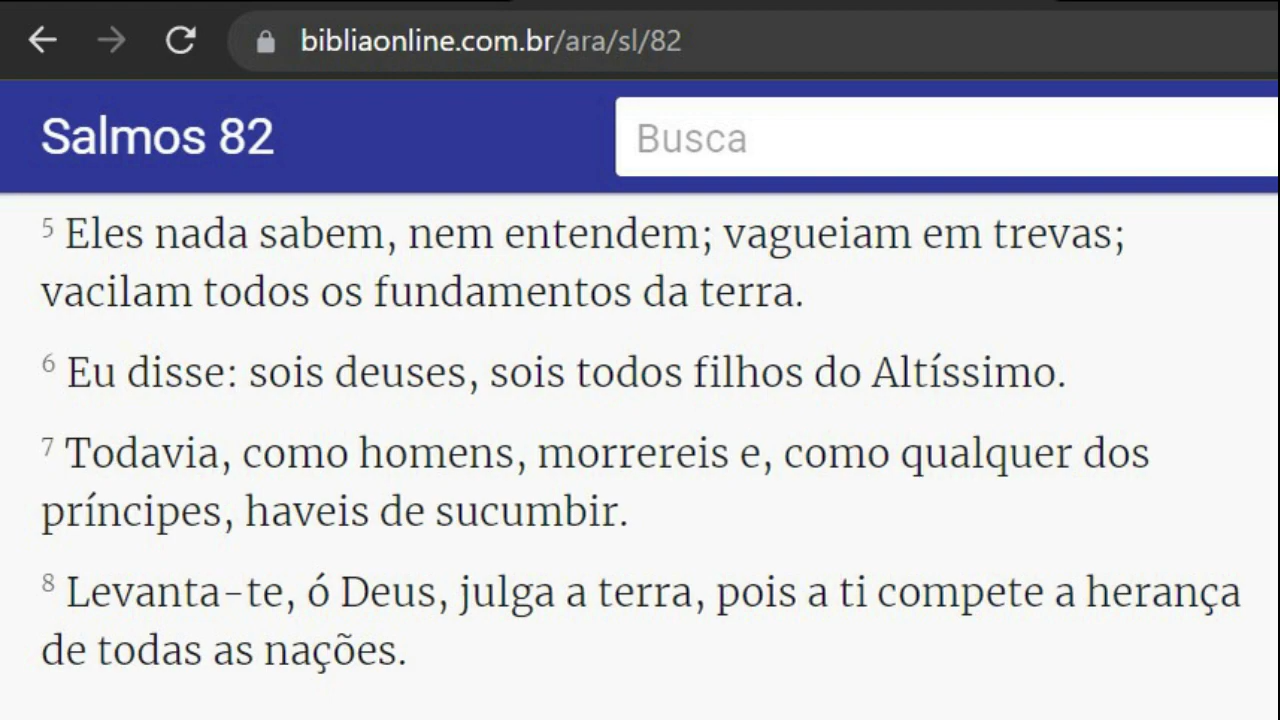 bibliaonline.com.br/ara/sl/82
Salmos 82
Busca
5 Eles nada sabem, nem entendem; vagueiam em trevas;
vacilam todos os fundamentos da terra.
6 Eu disse: sois deuses, sois todos filhos do Altíssimo.
7 Todavia, como homens, morrereis e, como qualquer dos
príncipes, haveis de sucumbir.
8 Levanta-te, ó Deus, julga a terra, pois a ti compete a herança
de todas as nações.